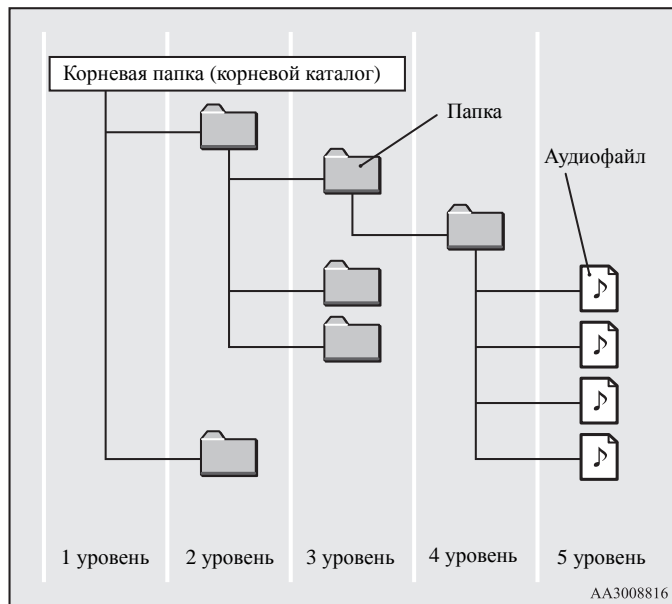 Корневая папка (корневой каталог)
Папка
Аудиофайл
1 уровень
2 уровень
3 уровень
4 уровень
5 уровень
AA3008816